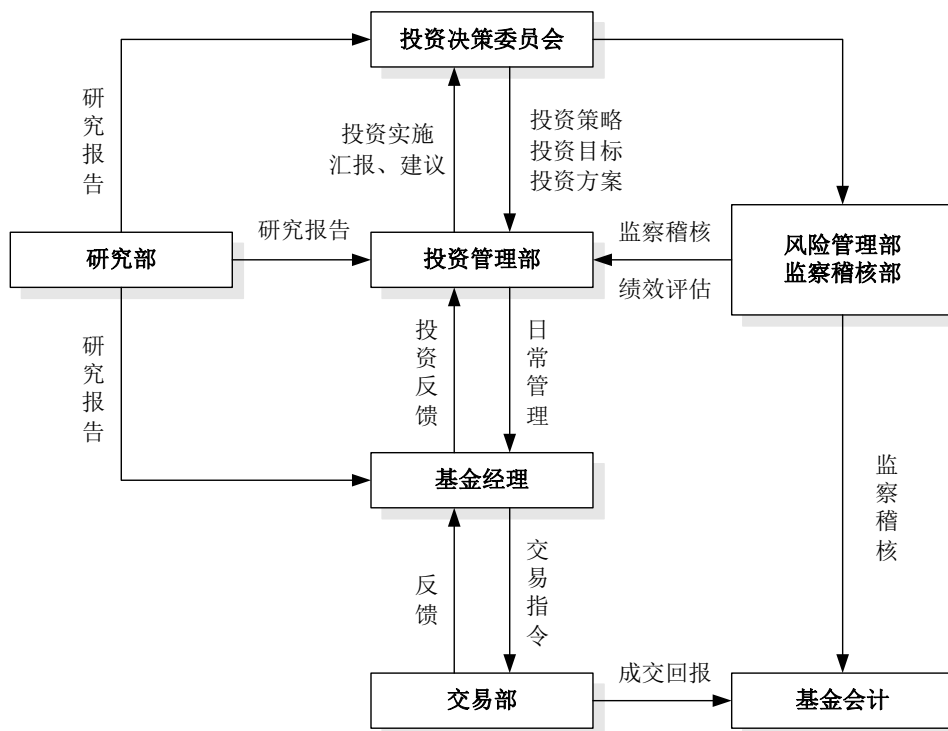 投资决策委员会
研究报告
投资实施
汇报、建议
投资策略
投资目标
投资方案
研究部
研究报告
投资管理部
监察稽核
绩效评估
风险管理部
监察稽核部
研究报告
投资反馈
日常管理
基金经理
监察稽核
反馈
交易指令
交易部
成交回报
基金会计